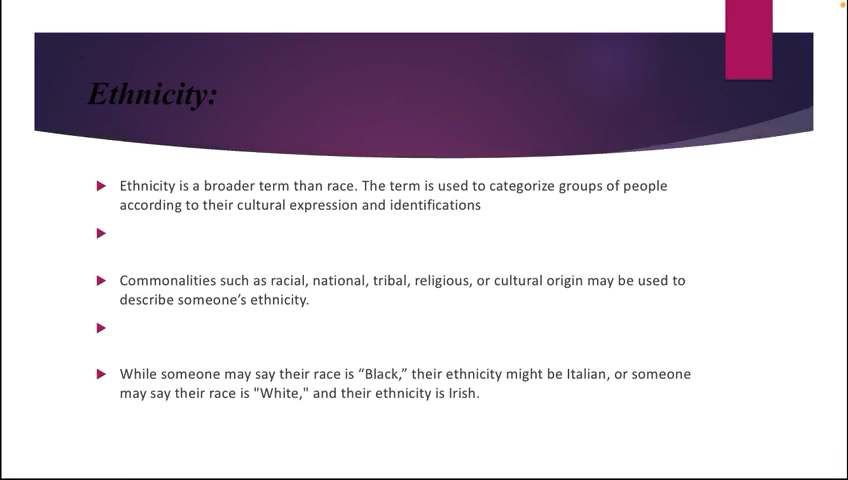 Ethnicity:
Ethnicity is a broader term than race. The term is used to categorize groups of people
according to their cultural expression and identifications
Commonalities such as racial, national, tribal, religious, or cultural origin may be used to
describe someone’s ethnicity.
While someone may say their race is “Black,” their ethnicity might be Italian, or someone
may say their race is "White," and their ethnicity is Irish.